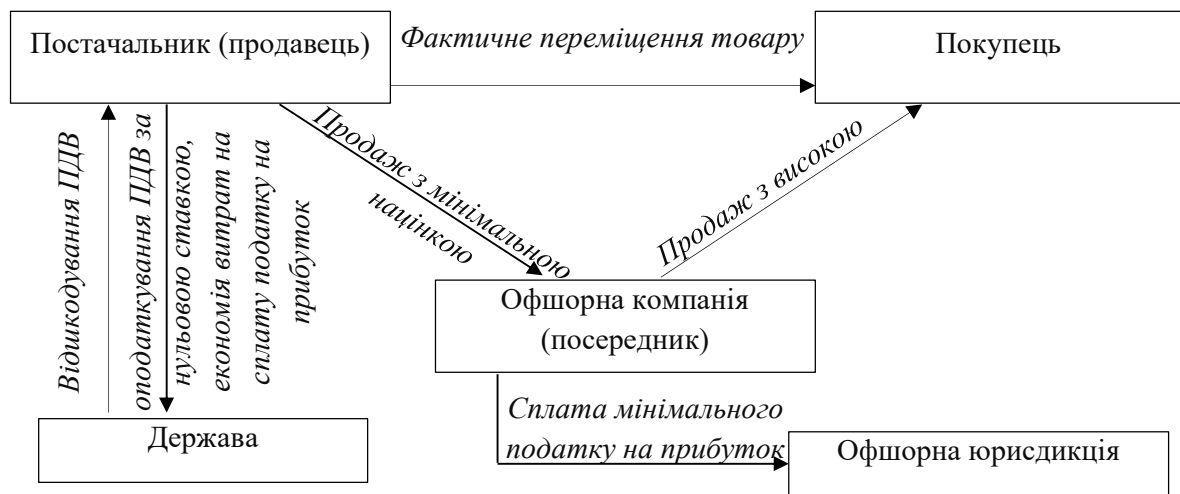 Постачальник (продавець)
Фактичне переміщення товару
Покупець
Відшкодування ПДВ
оподаткування ПДВ за
нульовою ставкою,
економія витрат на
сплату податку на
прибуток
Продаж з мінімальною
націнкою
Продаж з високою
Офшорна компанія
(посередник)
Держава
Сплата мінімального
податку на прибуток
Офшорна юрисдикція